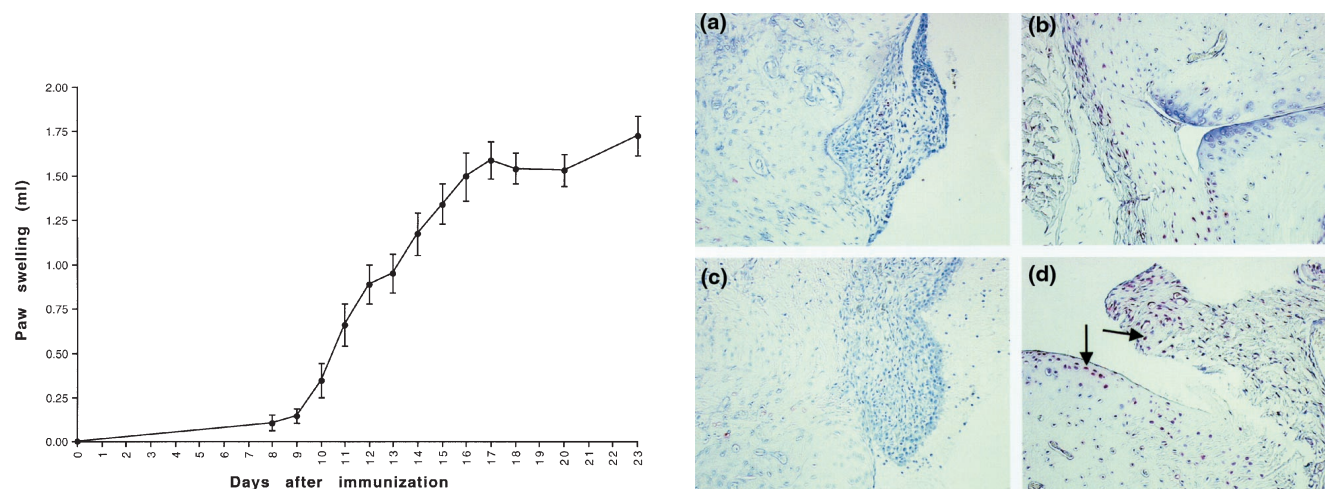 2.00
1.75
1.50
1.25
1.00
0.75
0.50
0.25
0.00
Paw swelling (ml)
0 1 2 3 4 5 6 7 8 9 10 11 12 13 14 15 16 17 18 19 20 21 22 23
Days after immunization
(a)
(b)
(c)
(d)